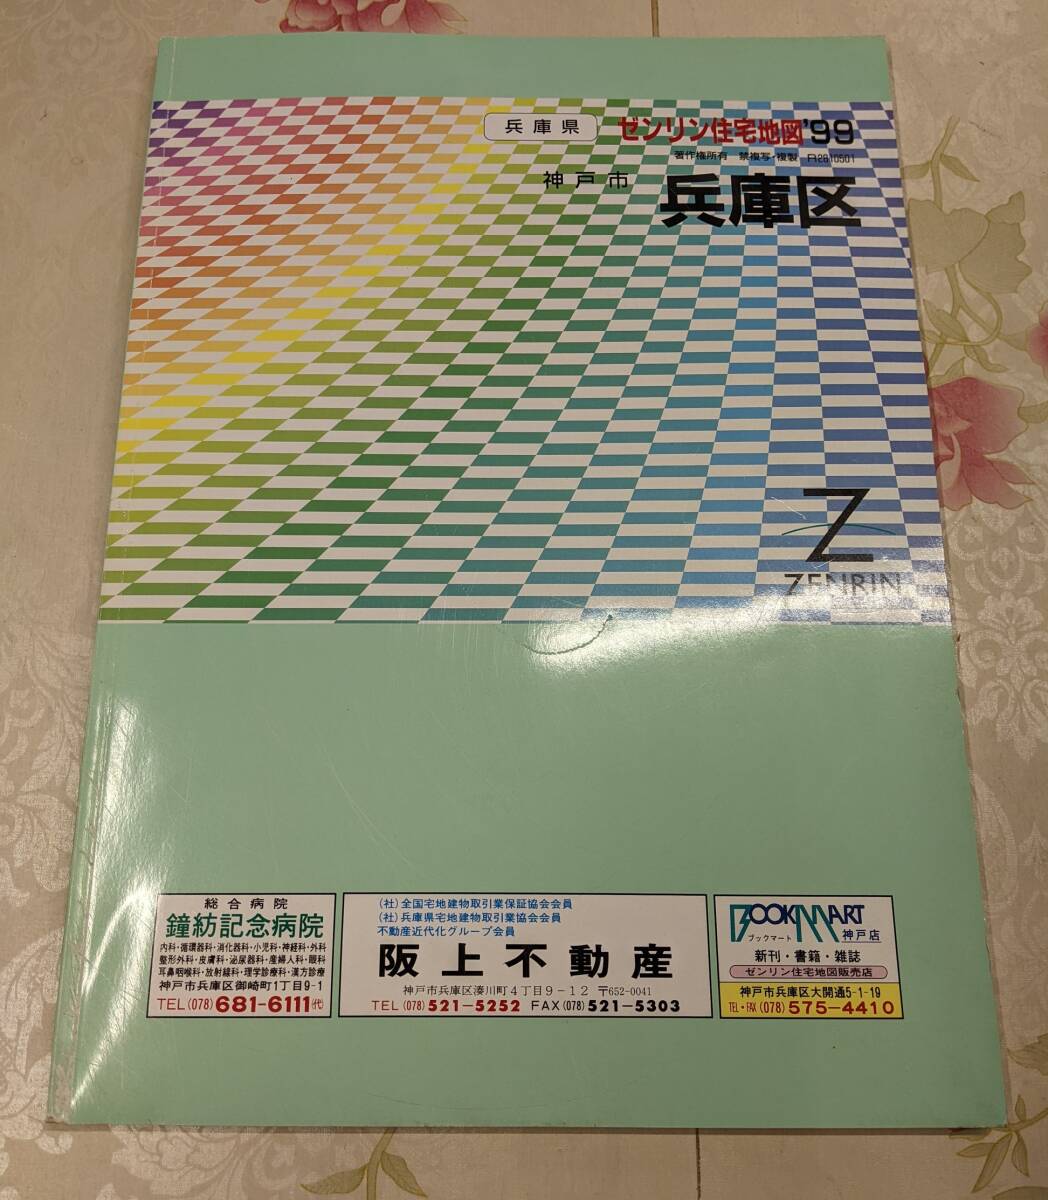 兵庫県
ゼンリン住宅地図'99
著作権所有 禁複写・複製 R12810501
神戸市
兵庫区
Z
ZENRIN
総合病院
鐘紡記念病院
内科・循環器科・消化器科・小児科・神経科・外科
整形外科・皮膚科・泌尿器科・産婦人科・眼科
耳鼻咽喉科・放射線科・理学診療科・漢方診療
神戸市兵庫区御崎町1丁目9-1
TEL(078)681-6111(代)
(社)全国宅地建物取引業保証協会会員
(社)兵庫県宅地建物取引業協会会員
不動産近代化グループ会員
阪上不動産
神戸市兵庫区湊川町4丁目9-12 〒652-0041
TEL(078)521-5252 FAX(078)521-5303
BOOKMART
ブックマート 神戸店
新刊・書籍・雑誌
ゼンリン住宅地図販売店
神戸市兵庫区大開通5-1-19
TEL・FAX(078)575-4410